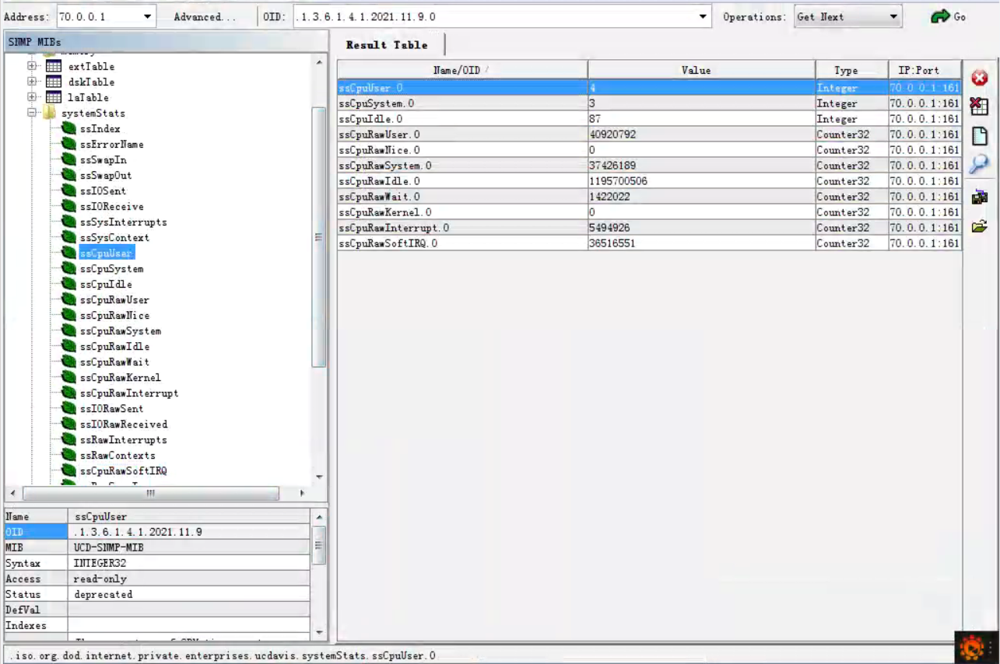 Address: 70.0.0.1 Advanced... OID: .1.3.6.1.4.1.2021.11.9.0 Operations: Get Next Go
SNMP MIBs
extTable
dskTable
laTable
systemStats
ssIndex
ssErrorName
ssSwapIn
ssSwapOut
ssIOSent
ssIOReceive
ssSysInterrupts
ssSysContext
ssCpuUser
ssCpuSystem
ssCpuIdle
ssCpuRawUser
ssCpuRawNice
ssCpuRawSystem
ssCpuRawIdle
ssCpuRawWait
ssCpuRawKernel
ssCpuRawInterrupt
ssIORawSent
ssIORawReceived
ssRawInterrupts
ssRawContexts
ssCpuRawSoftIRQ
Name ssCpuUser
OID .1.3.6.1.4.1.2021.11.9
MIB UCD-SNMP-MIB
Syntax INTEGER32
Access read-only
Status deprecated
DefVal
Indexes
Result Table
Name/OID Value Type IP:Port
ssCpuUser.0 4 Integer 70.0.0.1:161
ssCpuSystem.0 3 Integer 70.0.0.1:161
ssCpuIdle.0 87 Integer 70.0.0.1:161
ssCpuRawUser.0 40920792 Counter32 70.0.0.1:161
ssCpuRawNice.0 0 Counter32 70.0.0.1:161
ssCpuRawSystem.0 37426189 Counter32 70.0.0.1:161
ssCpuRawIdle.0 1195700506 Counter32 70.0.0.1:161
ssCpuRawWait.0 1422022 Counter32 70.0.0.1:161
ssCpuRawKernel.0 0 Counter32 70.0.0.1:161
ssCpuRawInterrupt.0 5494926 Counter32 70.0.0.1:161
ssCpuRawSoftIRQ.0 36516551 Counter32 70.0.0.1:161
.iso.org.dod.internet.private.enterprises.ucdavis.systemStats.ssCpuUser.0